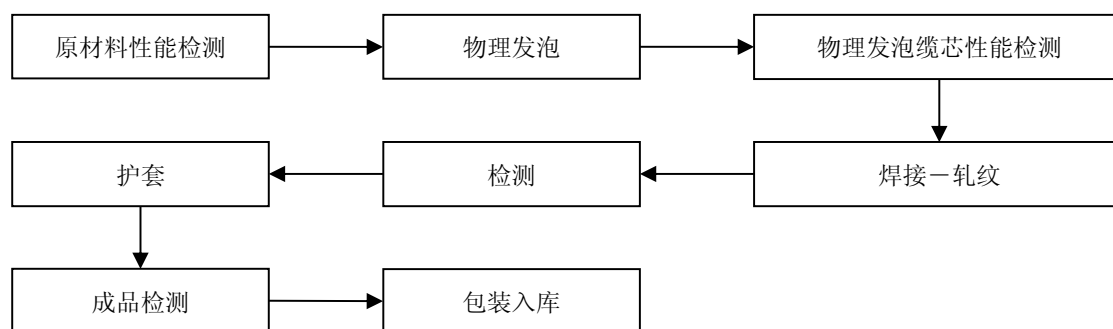 原材料性能检测
物理发泡
物理发泡缆芯性能检测
焊接－轧纹
检测
护套
成品检测
包装入库